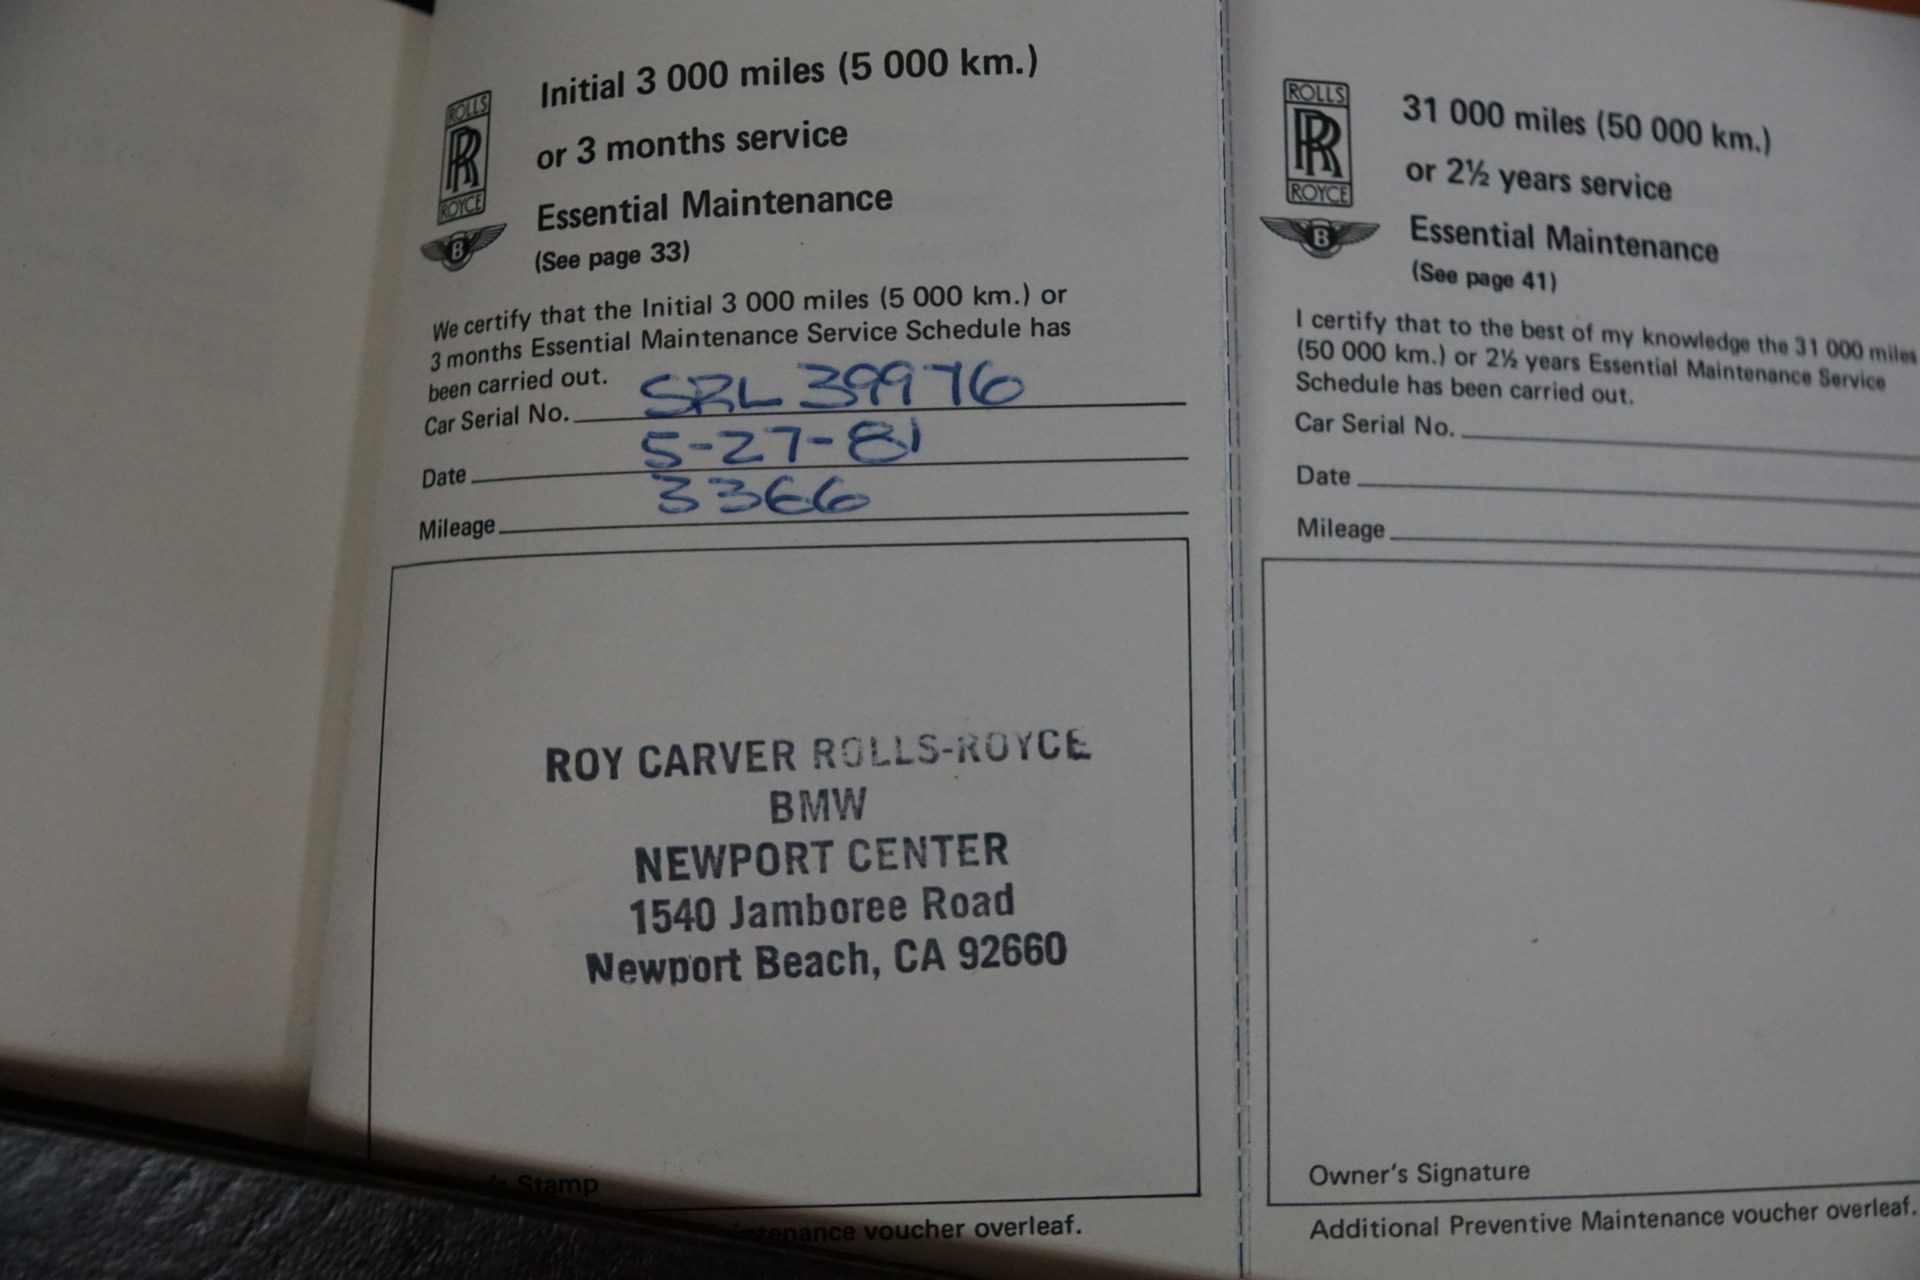 ROLLS
RR
ROYCE
B
Initial 3 000 miles (5 000 km.)
or 3 months service
Essential Maintenance
(See page 33)
We certify that the Initial 3 000 miles (5 000 km.) or
3 months Essential Maintenance Service Schedule has
been carried out.
Car Serial No. SRL 39976
Date 5-27-81
Mileage 3366
ROY CARVER ROLLS-ROYCE
BMW
NEWPORT CENTER
1540 Jamboree Road
Newport Beach, CA 92660
's Stamp
voucher overleaf.
ROLLS
RR
ROYCE
B
31 000 miles (50 000 km.)
or 2½ years service
Essential Maintenance
(See page 41)
I certify that to the best of my knowledge the 31 000 miles
(50 000 km.) or 2½ years Essential Maintenance Service
Schedule has been carried out.
Car Serial No.
Date
Mileage
Owner's Signature
Additional Preventive Maintenance voucher overleaf.